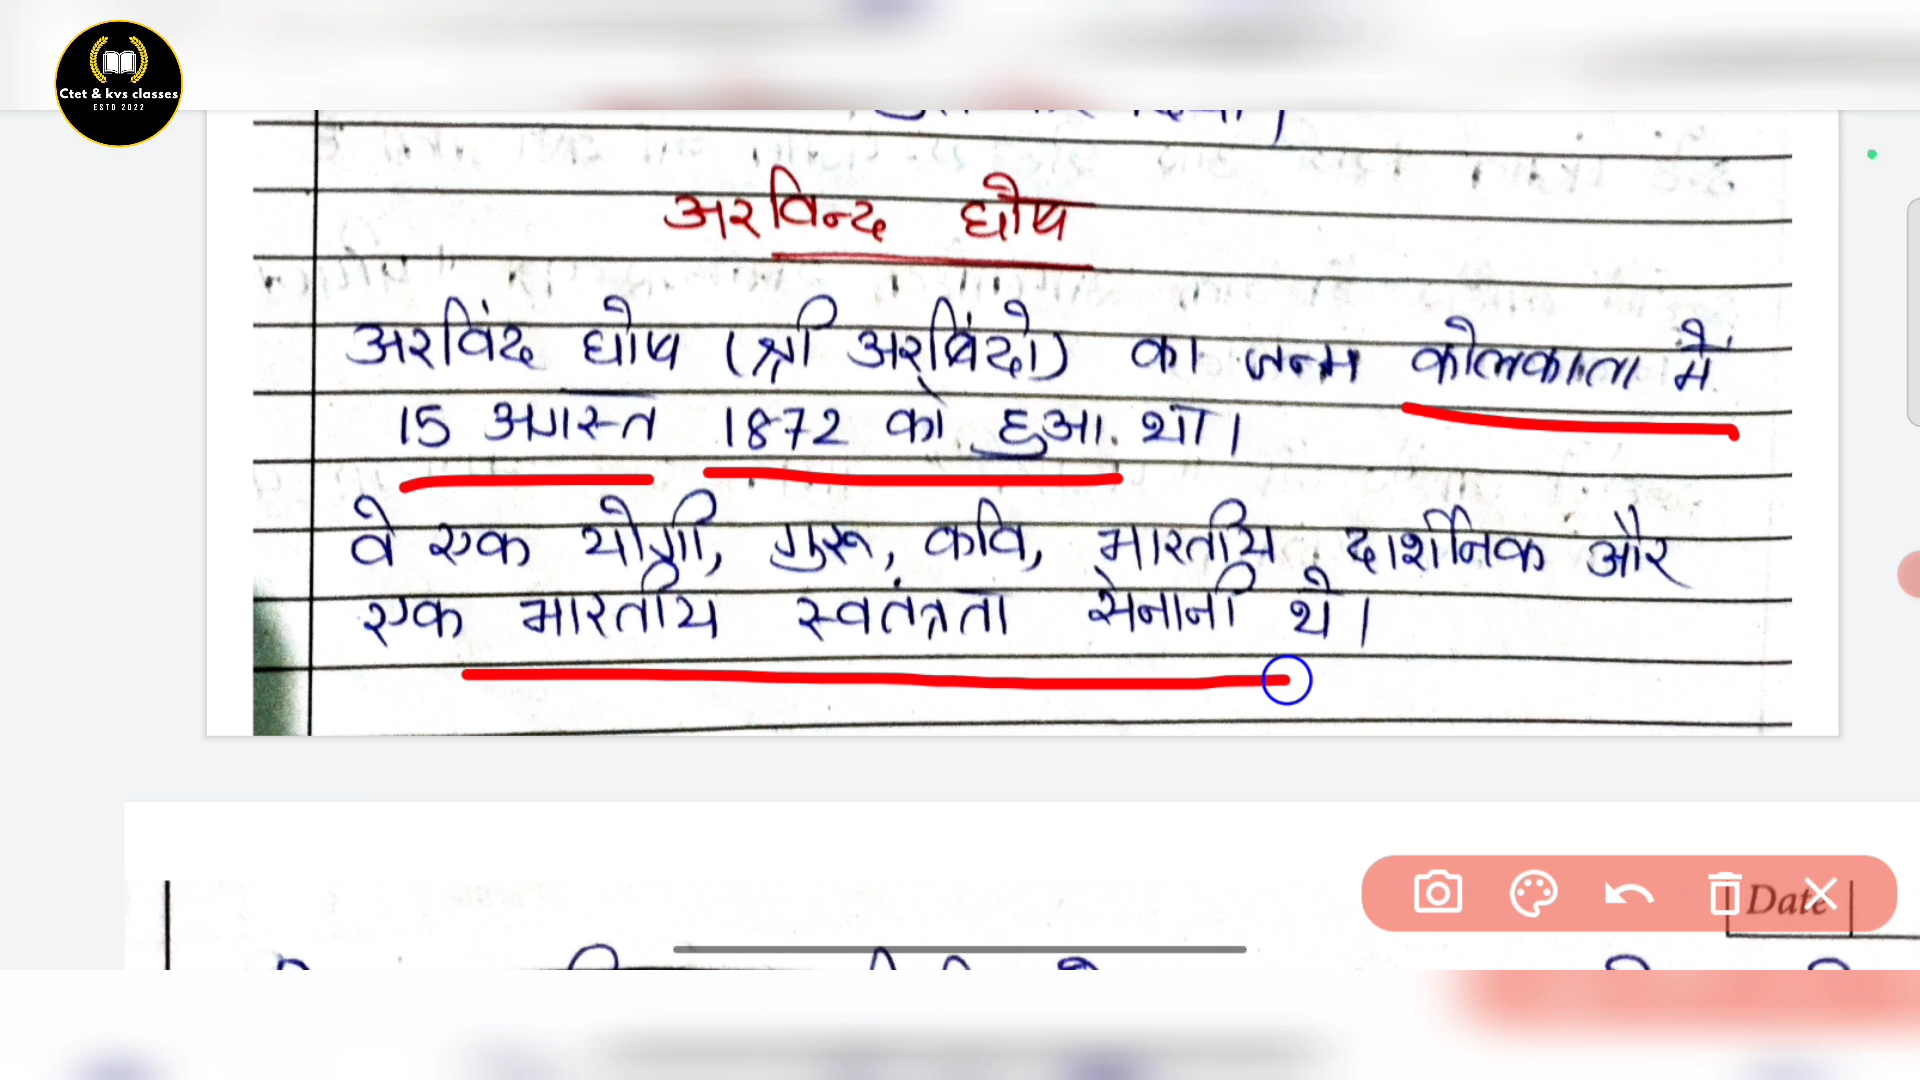 Ctet & kvs classes
ESTD 2022
अरविन्द घोष
अरविंद घोष (श्री अरविंदो) का जन्म कोलकाता में
15 अगस्त 1872 को हुआ था।
वे एक योगी, गुरू, कवि, भारतीय दार्शनिक और
एक भारतीय स्वतंत्रता सेनानी थे।
Date